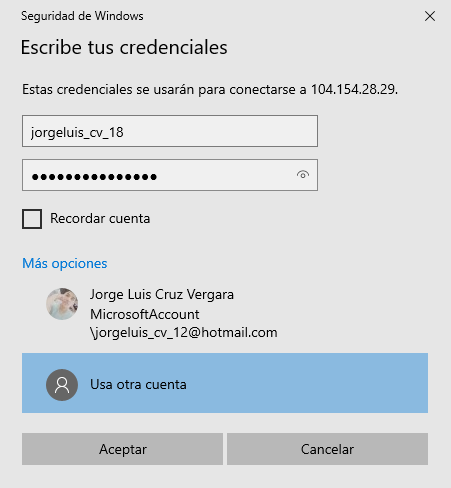 Seguridad de Windows
Escribe tus credenciales
Estas credenciales se usarán para conectarse a 104.154.28.29.
jorgeluis_cv_18
●●●●●●●●●●●●●●●
Recordar cuenta
Más opciones
Jorge Luis Cruz Vergara
MicrosoftAccount
\jorgeluis_cv_12@hotmail.com
Usa otra cuenta
Aceptar
Cancelar